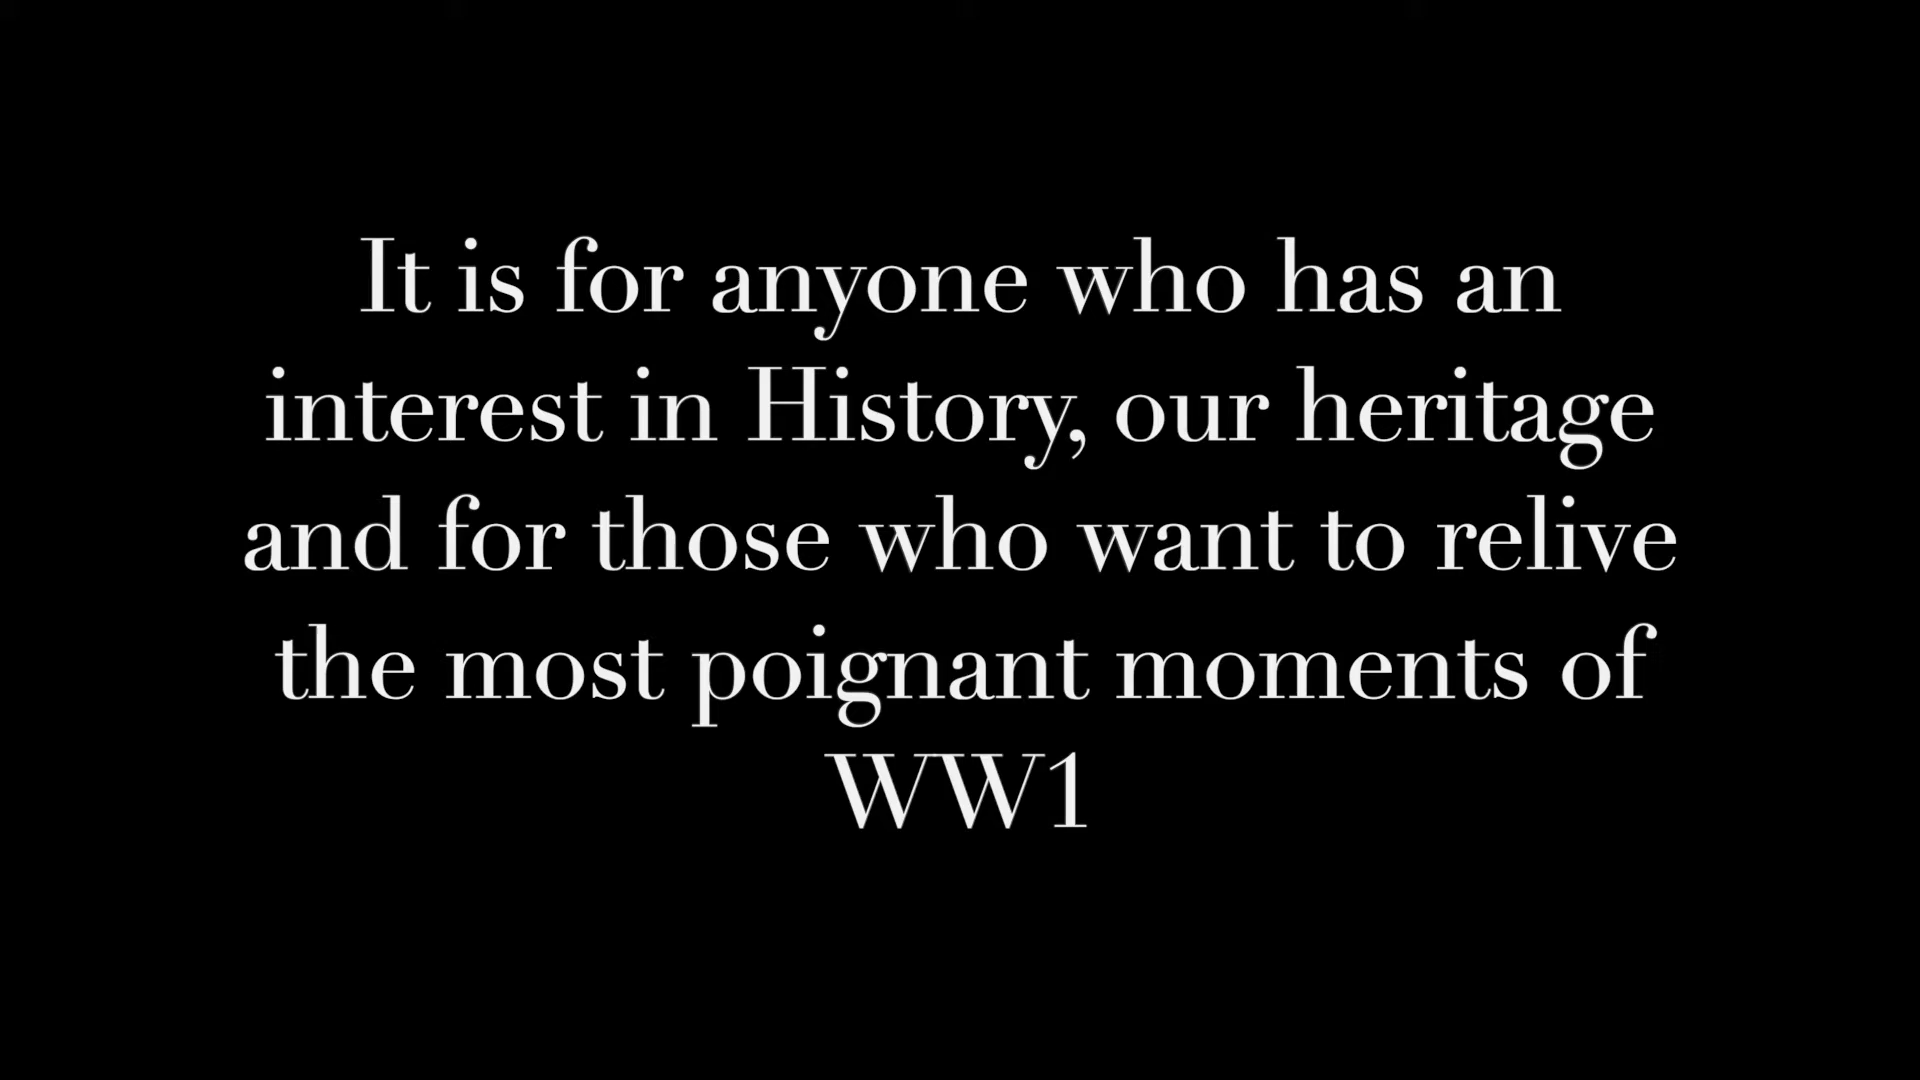 It is for anyone who has an
interest in History, our heritage
and for those who want to relive
the most poignant moments of
WW1